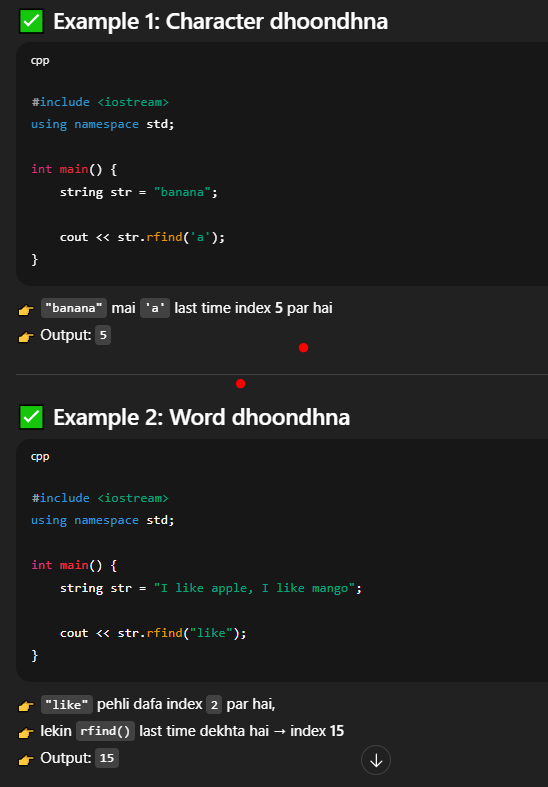 ✅ Example 1: Character dhoondhna
cpp
#include <iostream>
using namespace std;
int main() {
    string str = "banana";
    cout << str.rfind('a');
}
👉 "banana" mai 'a' last time index 5 par hai
👉 Output: 5
✅ Example 2: Word dhoondhna
cpp
#include <iostream>
using namespace std;
int main() {
    string str = "I like apple, I like mango";
    cout << str.rfind("like");
}
👉 "like" pehli dafa index 2 par hai,
👉 lekin rfind() last time dekhta hai → index 15
👉 Output: 15